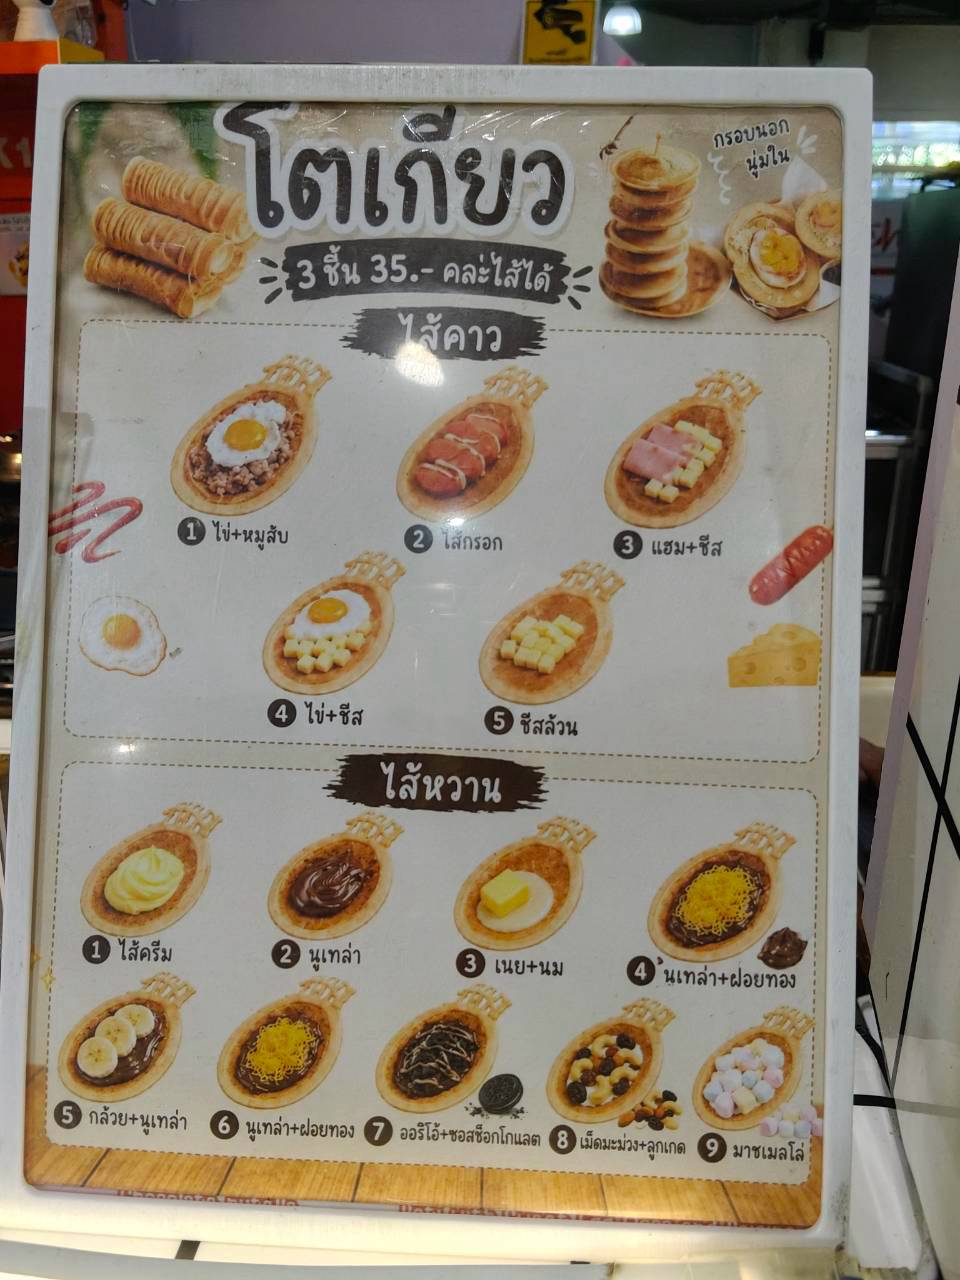 โตเกียว
กรอบนอก
นุ่มใน
3 ชิ้น 35.- คละไส้ได้
ไส้คาว
1 ไข่+หมูสับ
2 ไส้กรอก
3 แฮม+ชีส
4 ไข่+ชีส
5 ชีสล้วน
ไส้หวาน
1 ไส้ครีม
2 นูเทล่า
3 เนย+นม
4 นูเทล่า+ฝอยทอง
5 กล้วย+นูเทล่า
6 นูเทล่า+ฝอยทอง
7 ออริโอ้+ซอสช็อกโกแลต
8 เม็ดมะม่วง+ลูกเกด
9 มาชเมลโล่